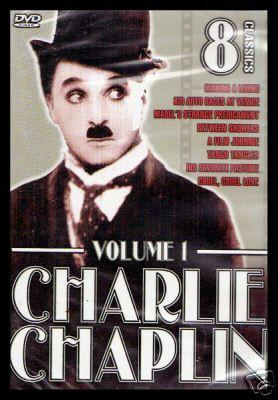 DVD
VIDEO
8
CLASSICS
MAKING A LIVING
KID AUTO RACES AT VENICE
MABEL'S STRANGE PREDICAMENT
BETWEEN SHOWERS
A FILM JOHNNIE
TANGO TANGLES
HIS FAVORITE PASTIME
CRUEL, CRUEL LOVE
VOLUME 1
CHARLIE
CHAPLIN